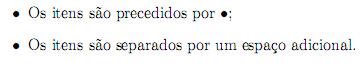 • Os itens são precedidos por •;
• Os itens são separados por um espaço adicional.